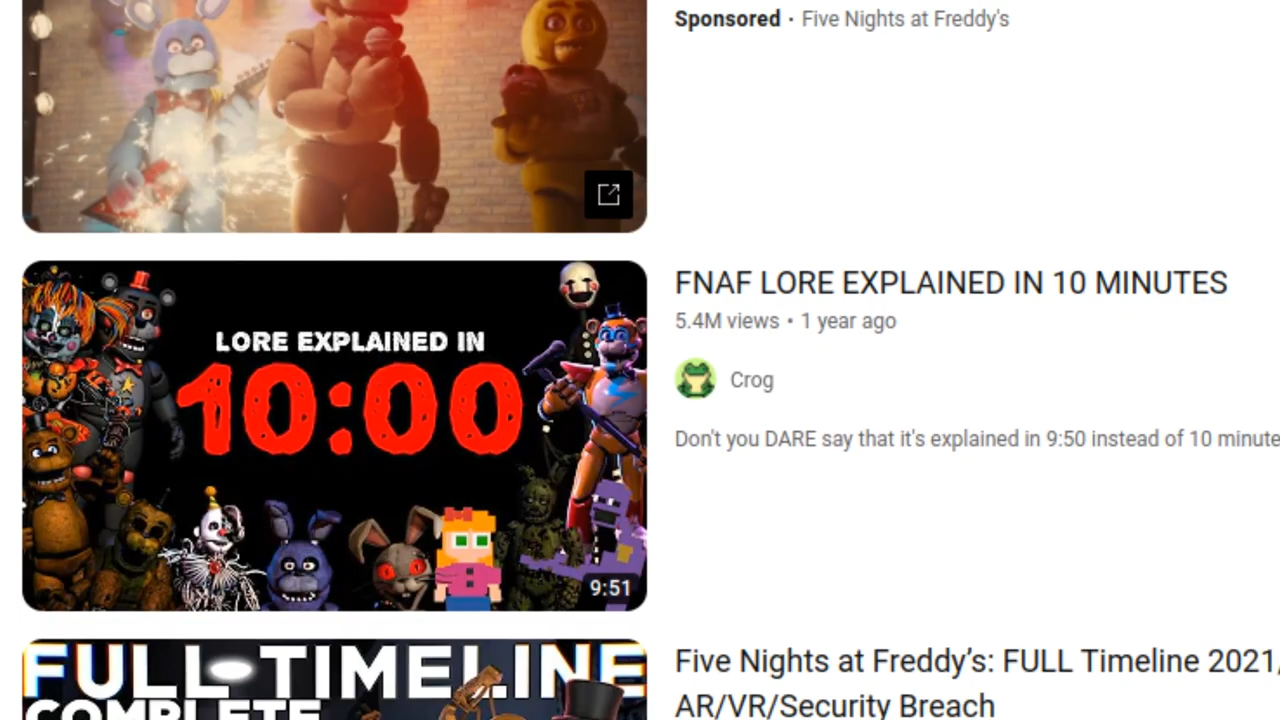 Sponsored · Five Nights at Freddy's
LORE EXPLAINED IN
10:00
9:51
FNAF LORE EXPLAINED IN 10 MINUTES
5.4M views • 1 year ago
Crog
Don't you DARE say that it's explained in 9:50 instead of 10 minute
FULL TIMELINE
COMPLETE
Five Nights at Freddy’s: FULL Timeline 2021,
AR/VR/Security Breach